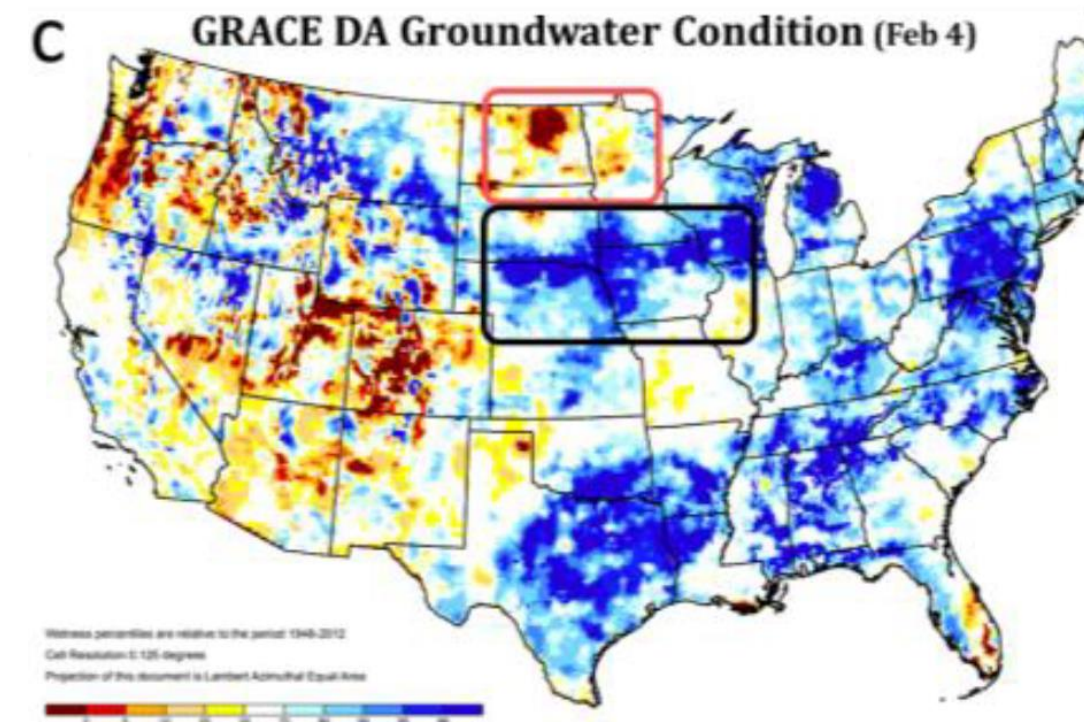 C
GRACE DA Groundwater Condition (Feb 4)
Wetness percentiles are relative to the period 1948-2012
Cell Resolution 0.125 degrees
Projection of this document is Lambert Azimuthal Equal Area